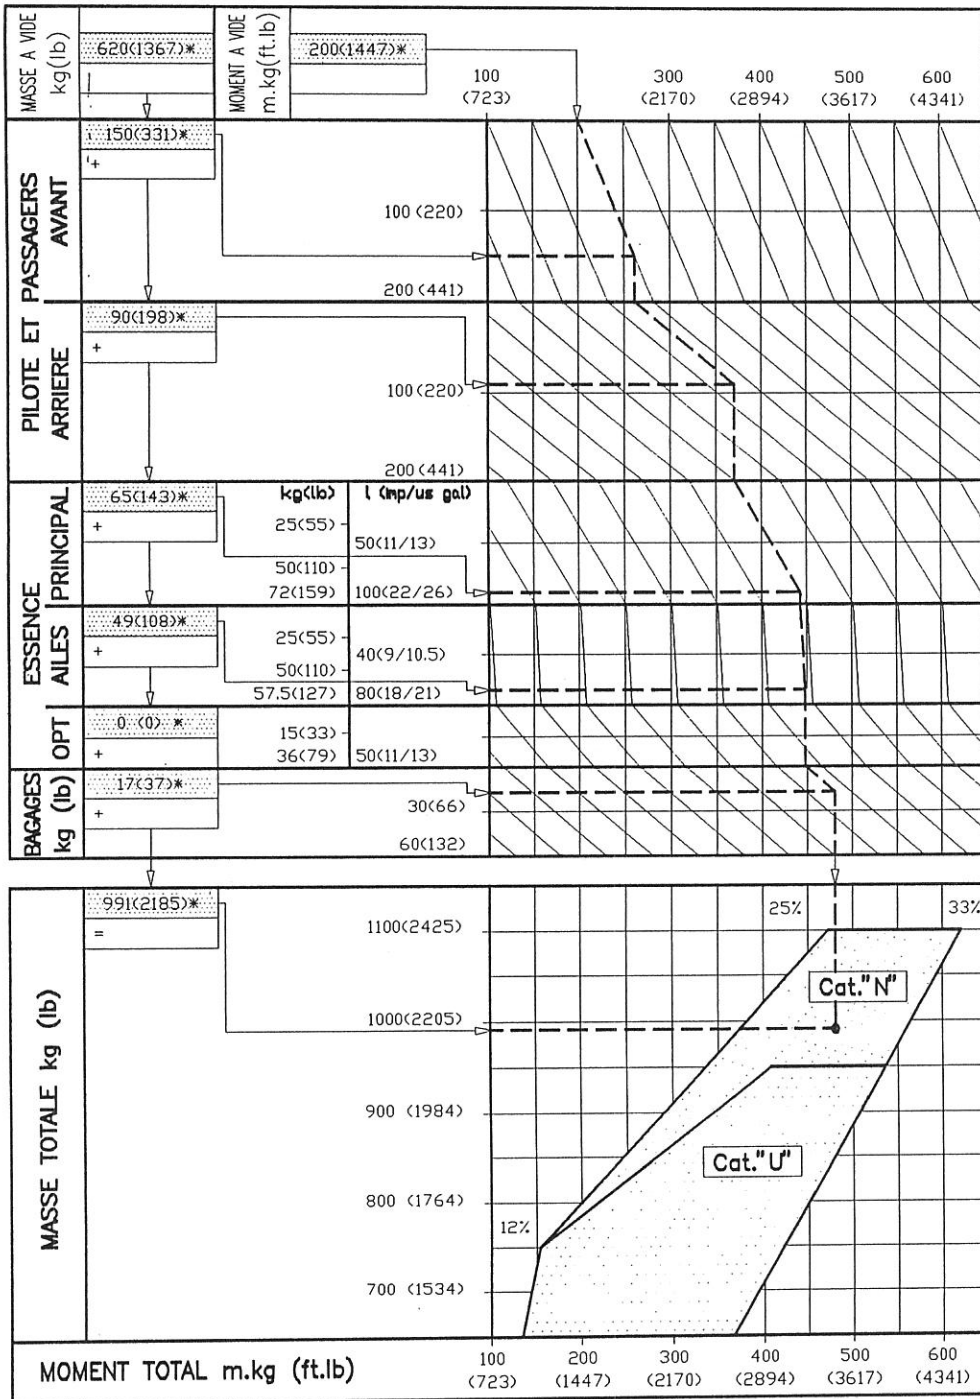 MASSE A VIDE
kg(lb)
620(1367)*
MOMENT A VIDE
m.kg(ft.lb)
200(1447)*
100 300 400 500 600
(723) (2170) (2894) (3617) (4341)
PILOTE ET PASSAGERS
AVANT
150(331)*
+
100 (220)
200 (441)
ARRIERE
90(198)*
+
100(220)
200(441)
ESSENCE
PRINCIPAL
65(143)*
+
kg(lb) l (imp/us gal)
25(55)
50(11/13)
50(110)
72(159) 100(22/26)
AILES
49(108)*
+
25(55)
40(9/10.5)
50(110)
57.5(127) 80(18/21)
OPT
0 (0) *
+
15(33)
36(79) 50(11/13)
BAGAGES
kg (lb)
17(37)*
+
30(66)
60(132)
MASSE TOTALE kg (lb)
991(2185)*
=
25% 33%
1100(2425)
Cat."N"
1000(2205)
900 (1984)
Cat."U"
800 (1764)
12%
700 (1534)
MOMENT TOTAL m.kg (ft.lb)
100 200 300 400 500 600
(723) (1447) (2170) (2894) (3617) (4341)